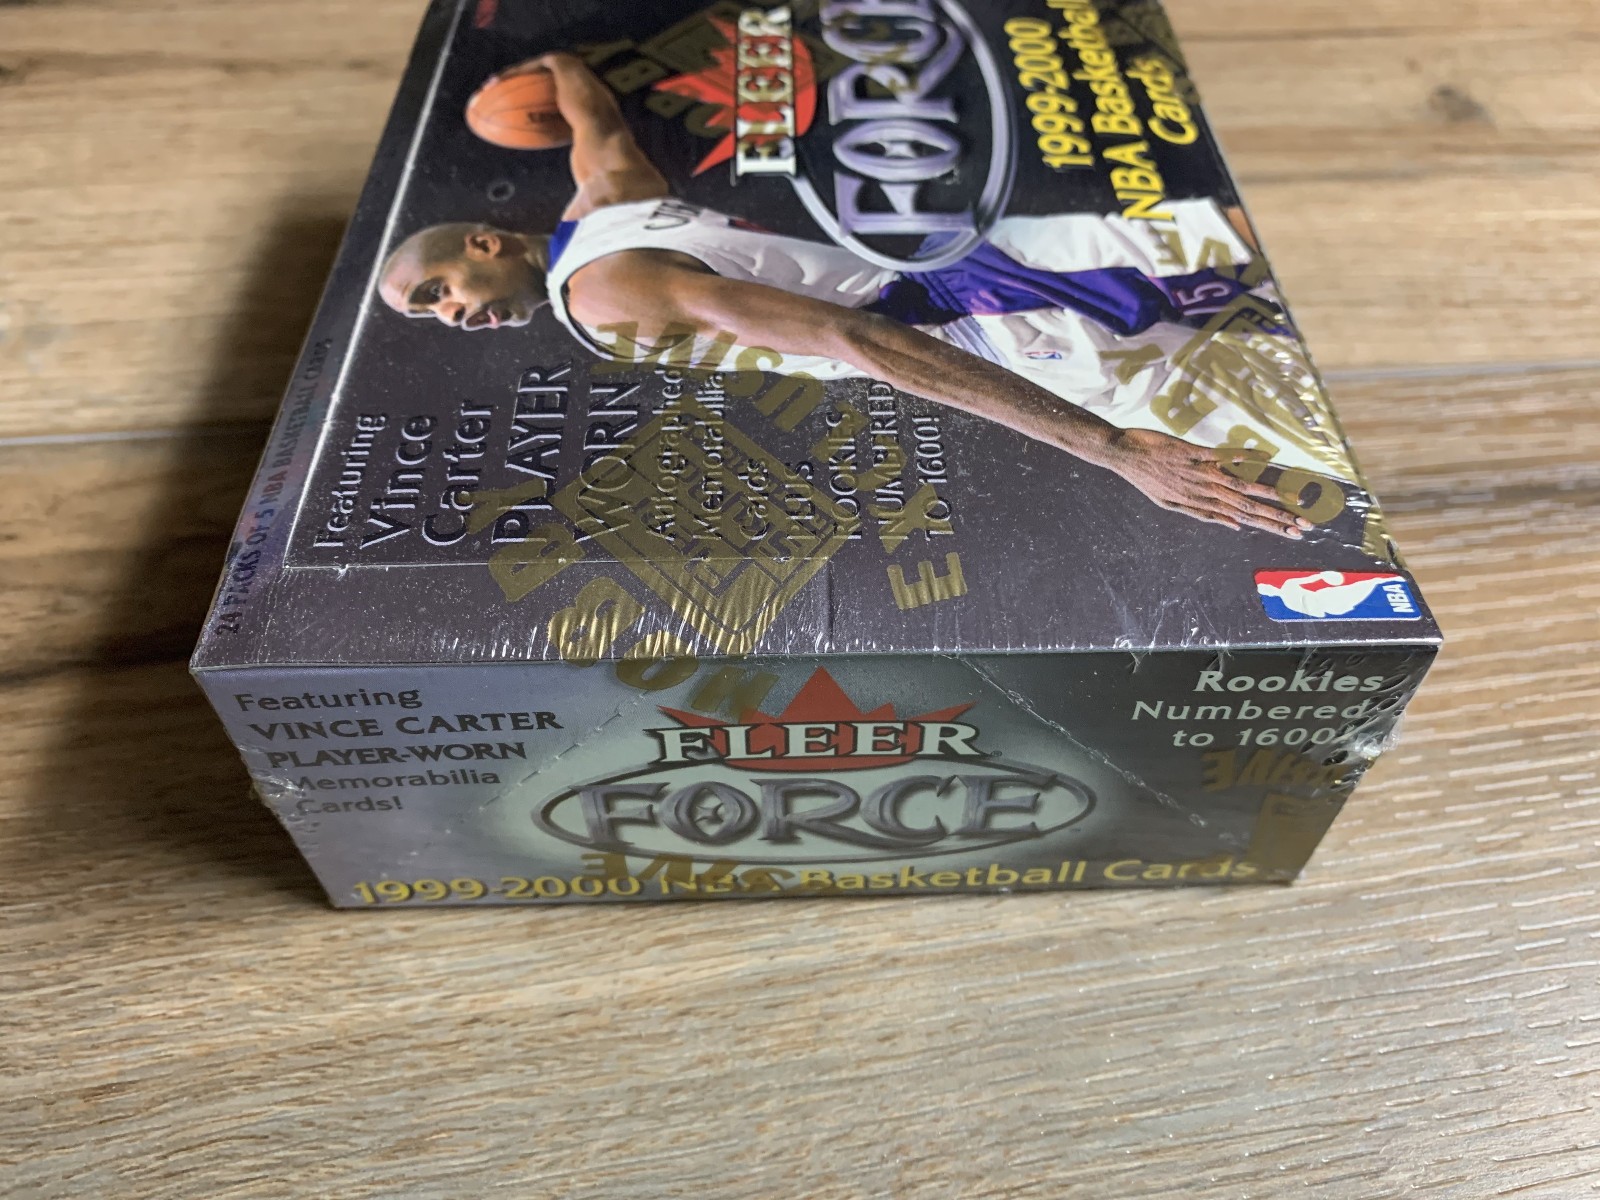 FLEER
FORCE
1999-2000
NBA Basketball
Cards
Featuring
Vince
Carter
PLAYER
WORN
Autographed
Memorabilia
Cards
PLUS
ROOKIES
NUMBERED
TO 1600!
24 PACKS OF 5 NBA BASKETBALL CARDS
15
NBA
Featuring
VINCE CARTER
PLAYER-WORN
Memorabilia
Cards!
FLEER
FORCE
1999-2000 NBA Basketball Cards
Rookies
Numbered
to 1600!